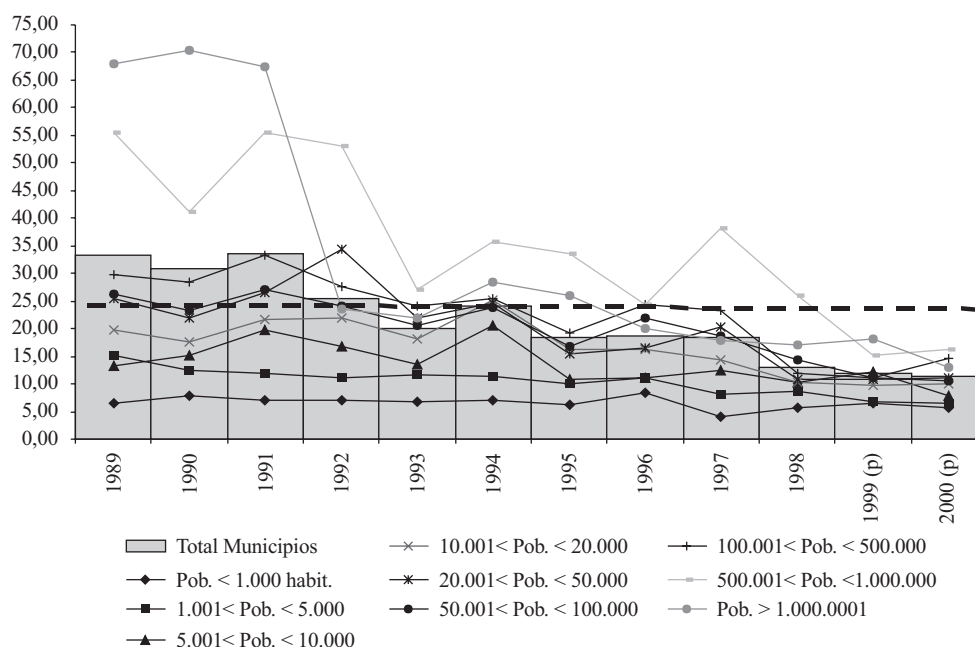 75,00
70,00
65,00
60,00
55,00
50,00
45,00
40,00
35,00
30,00
25,00
20,00
15,00
10,00
5,00
0,00
1989
1990
1991
1992
1993
1994
1995
1996
1997
1998
1999 (p)
2000 (p)
Total Municipios
10.001< Pob. < 20.000
100.001< Pob. < 500.000
Pob. < 1.000 habit.
20.001< Pob. < 50.000
500.001< Pob. <1.000.000
1.001< Pob. < 5.000
50.001< Pob. < 100.000
Pob. > 1.000.0001
5.001< Pob. < 10.000